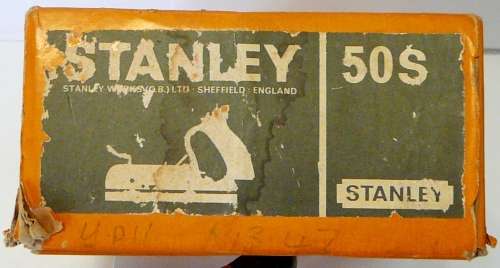 STANLEY
STANLEY WORKS (G.B.) LTD · SHEFFIELD · ENGLAND
50S
STANLEY